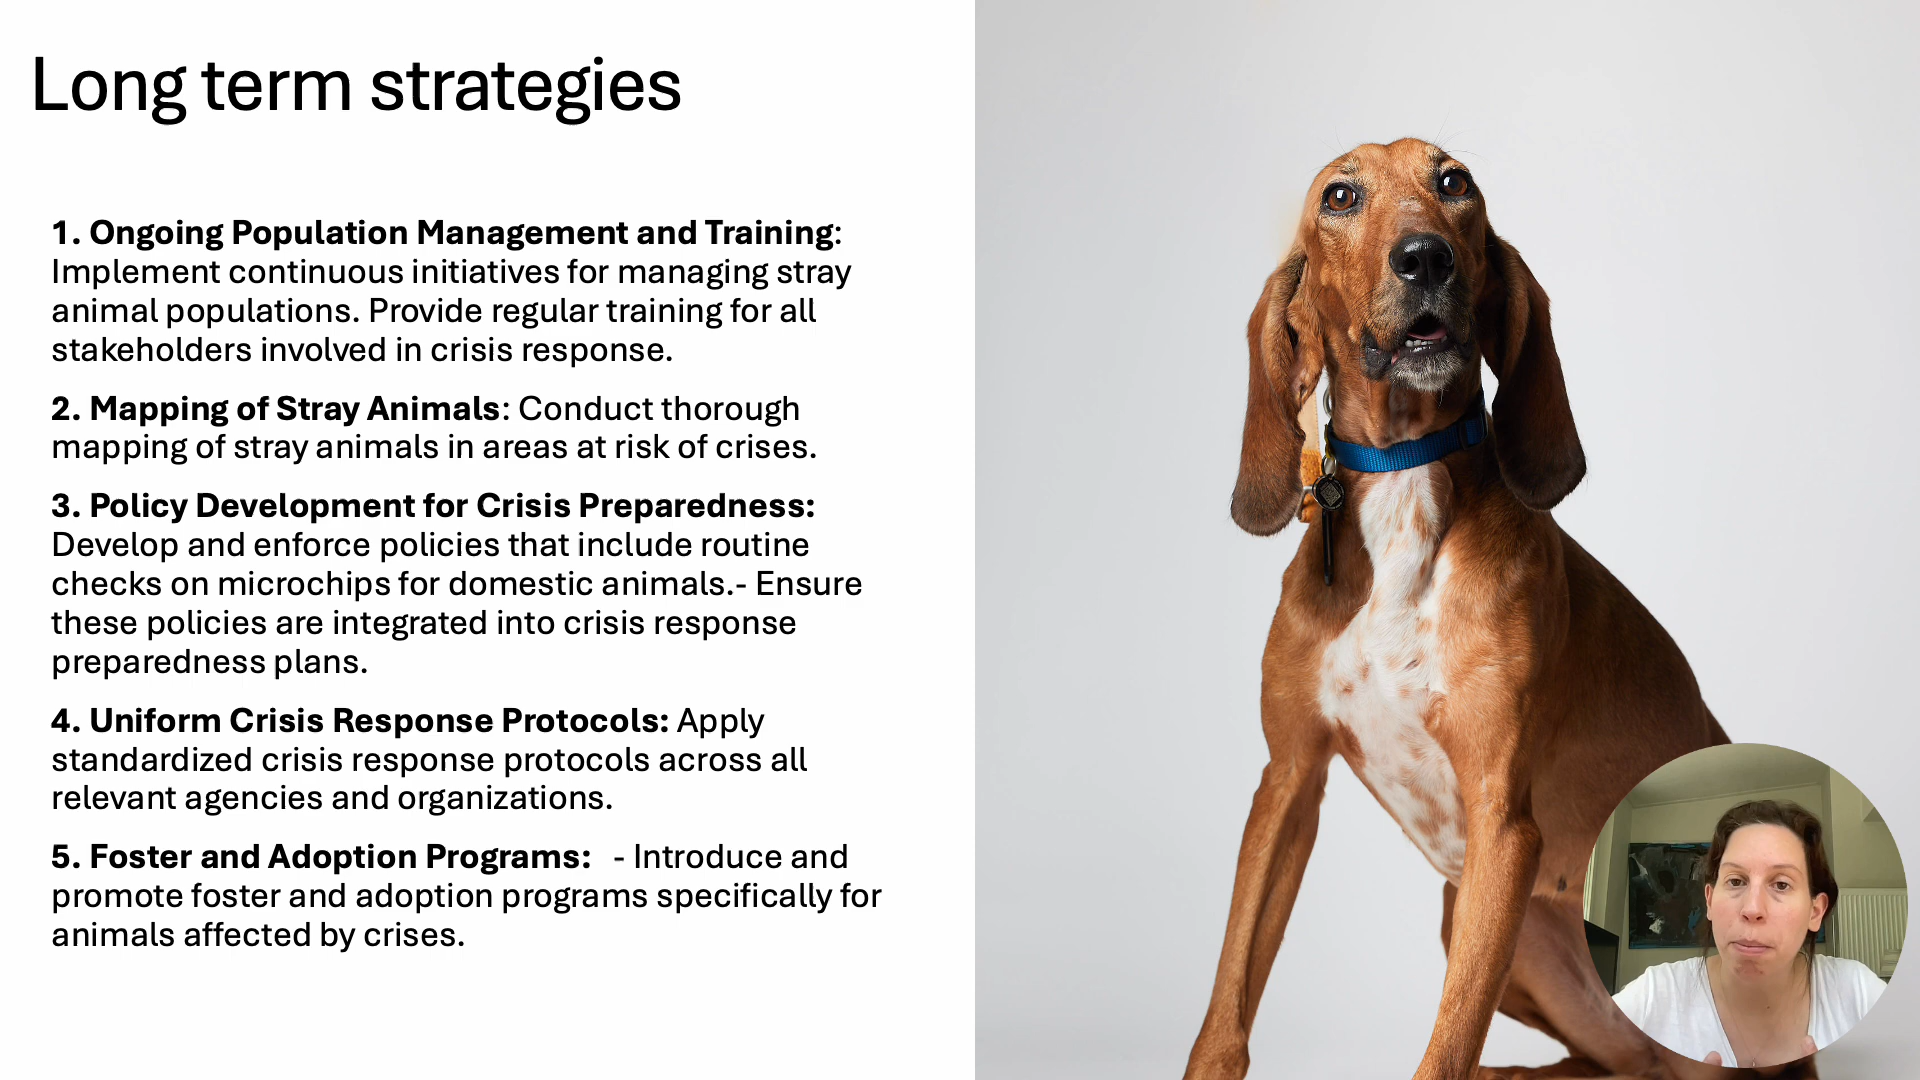 Long term strategies
1. Ongoing Population Management and Training:
Implement continuous initiatives for managing stray
animal populations. Provide regular training for all
stakeholders involved in crisis response.
2. Mapping of Stray Animals: Conduct thorough
mapping of stray animals in areas at risk of crises.
3. Policy Development for Crisis Preparedness:
Develop and enforce policies that include routine
checks on microchips for domestic animals.- Ensure
these policies are integrated into crisis response
preparedness plans.
4. Uniform Crisis Response Protocols: Apply
standardized crisis response protocols across all
relevant agencies and organizations.
5. Foster and Adoption Programs:   - Introduce and
promote foster and adoption programs specifically for
animals affected by crises.